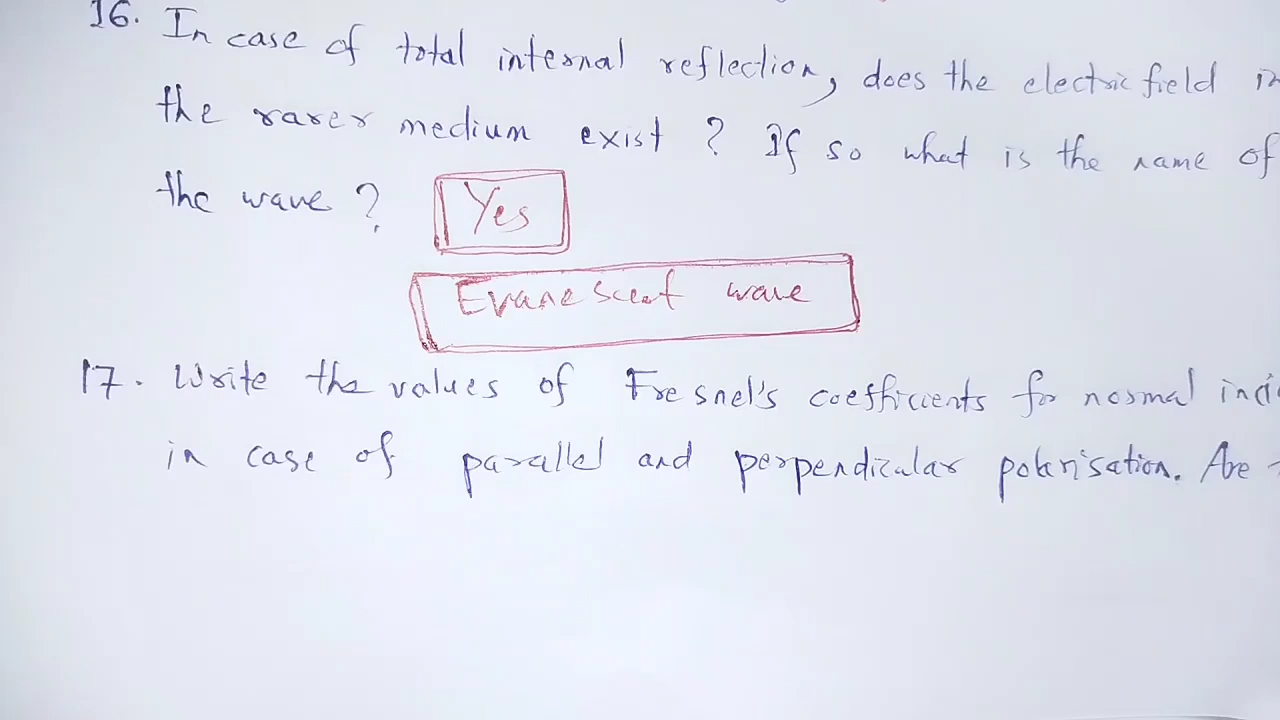 16. In case of total internal reflection, does the electric field in
the rarer medium exist ? If so what is the name of
the wave ? Yes
Evanescent wave
17. Write the values of Fresnel's coefficients for normal inci
in case of parallel and perpendicular polarisation. Are